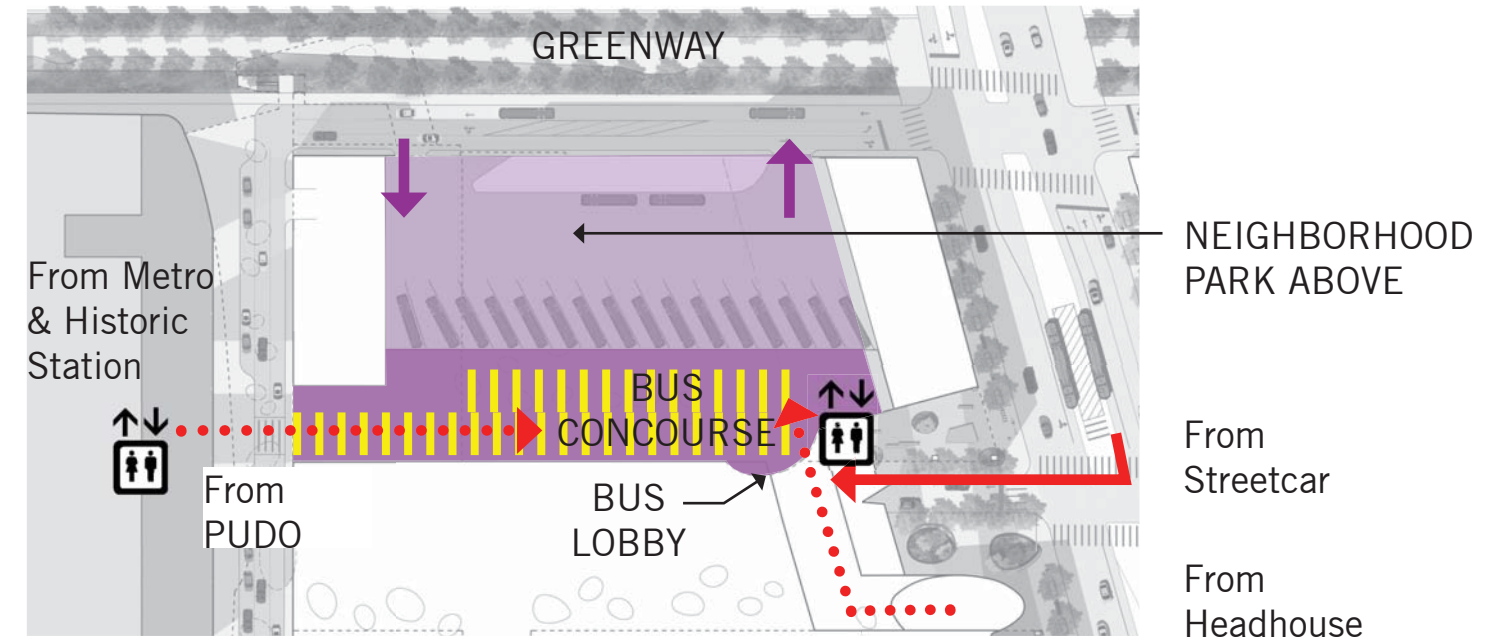 GREENWAY
NEIGHBORHOOD
PARK ABOVE
From Metro
& Historic
Station
BUS
CONCOURSE
From
PUDO
BUS
LOBBY
From
Streetcar
From
Headhouse